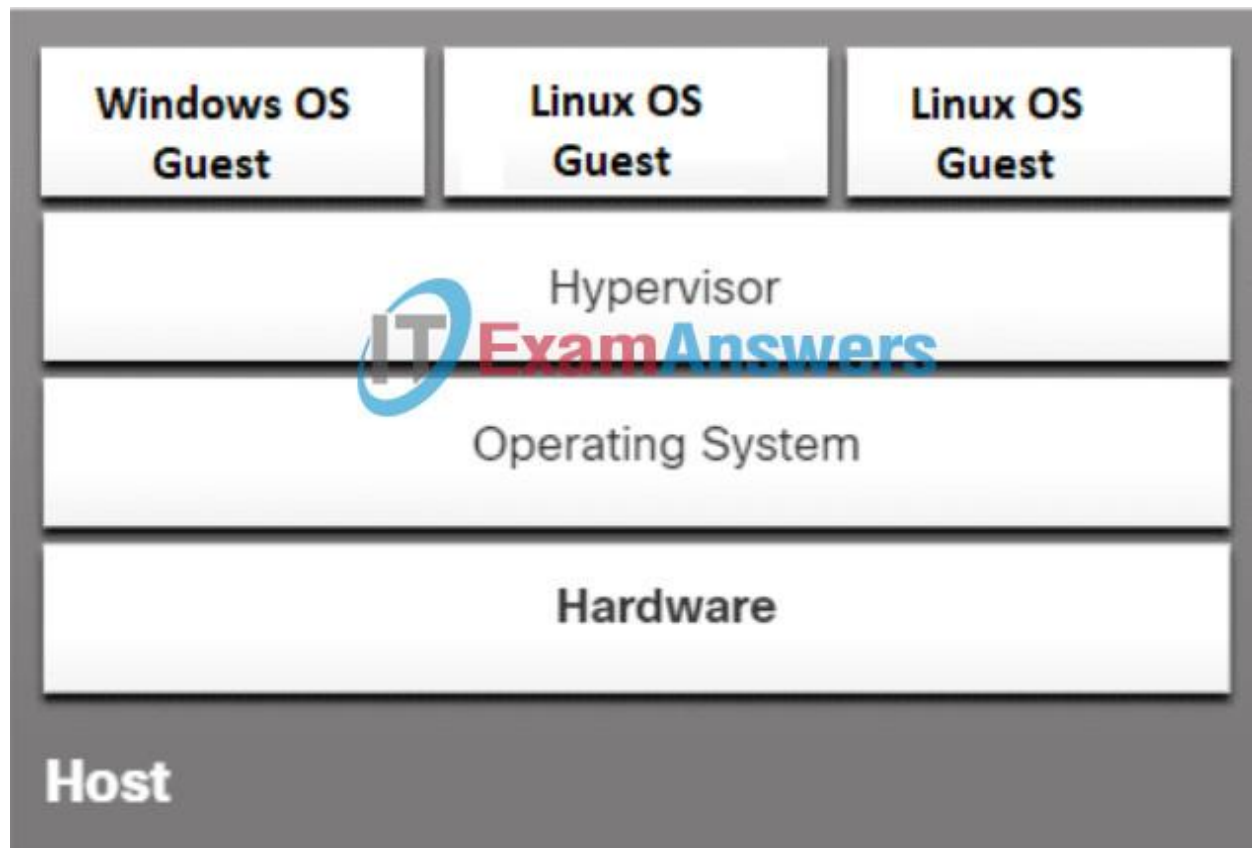 Windows OS
Guest
Linux OS
Guest
Linux OS
Guest
Hypervisor
IT ExamAnswers
Operating System
Hardware
Host